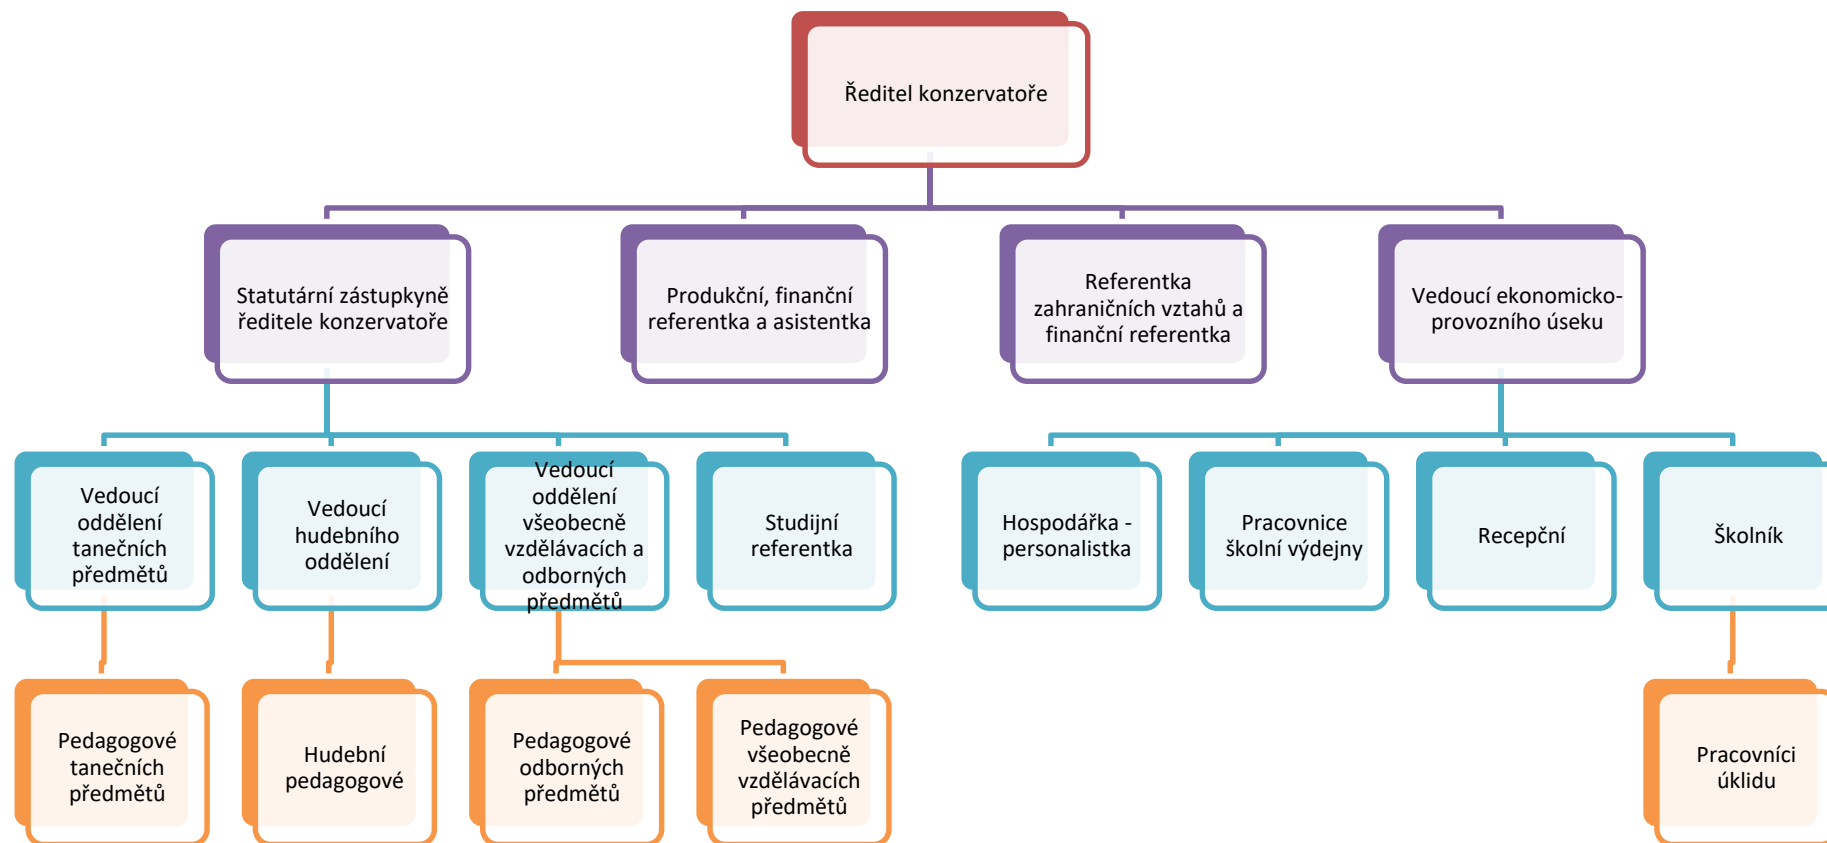 Ředitel konzervatoře
Statutární zástupkyně
ředitele konzervatoře
Produkční, finanční
referentka a asistentka
Referentka
zahraničních vztahů a
finanční referentka
Vedoucí ekonomicko-
provozního úseku
Vedoucí
oddělení
tanečních
předmětů
Vedoucí
hudebního
oddělení
Vedoucí
oddělení
všeobecně
vzdělávacích a
odborných
předmětů
Studijní
referentka
Hospodářka -
personalistka
Pracovnice
školní výdejny
Recepční
Školník
Pedagogové
tanečních
předmětů
Hudební
pedagogové
Pedagogové
odborných
předmětů
Pedagogové
všeobecně
vzdělávacích
předmětů
Pracovníci
úklidu